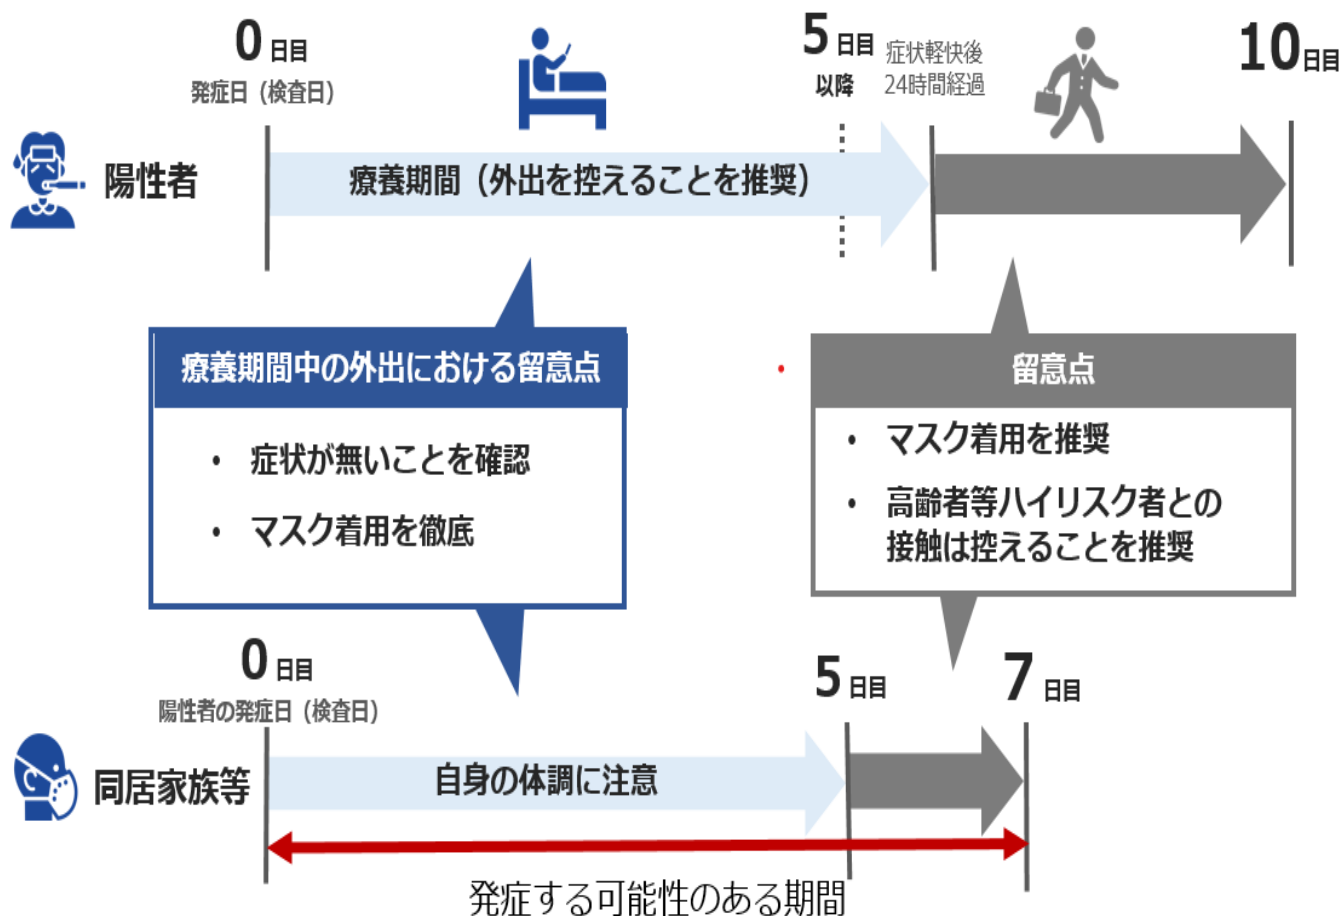 0日目
発症日（検査日）
5日目
以降
症状軽快後
24時間経過
10日目
陽性者
療養期間（外出を控えることを推奨）
療養期間中の外出における留意点
・ 症状が無いことを確認
・ マスク着用を徹底
留意点
・ マスク着用を推奨
・ 高齢者等ハイリスク者との
接触は控えることを推奨
0日目
陽性者の発症日（検査日）
5日目
7日目
同居家族等
自身の体調に注意
発症する可能性のある期間